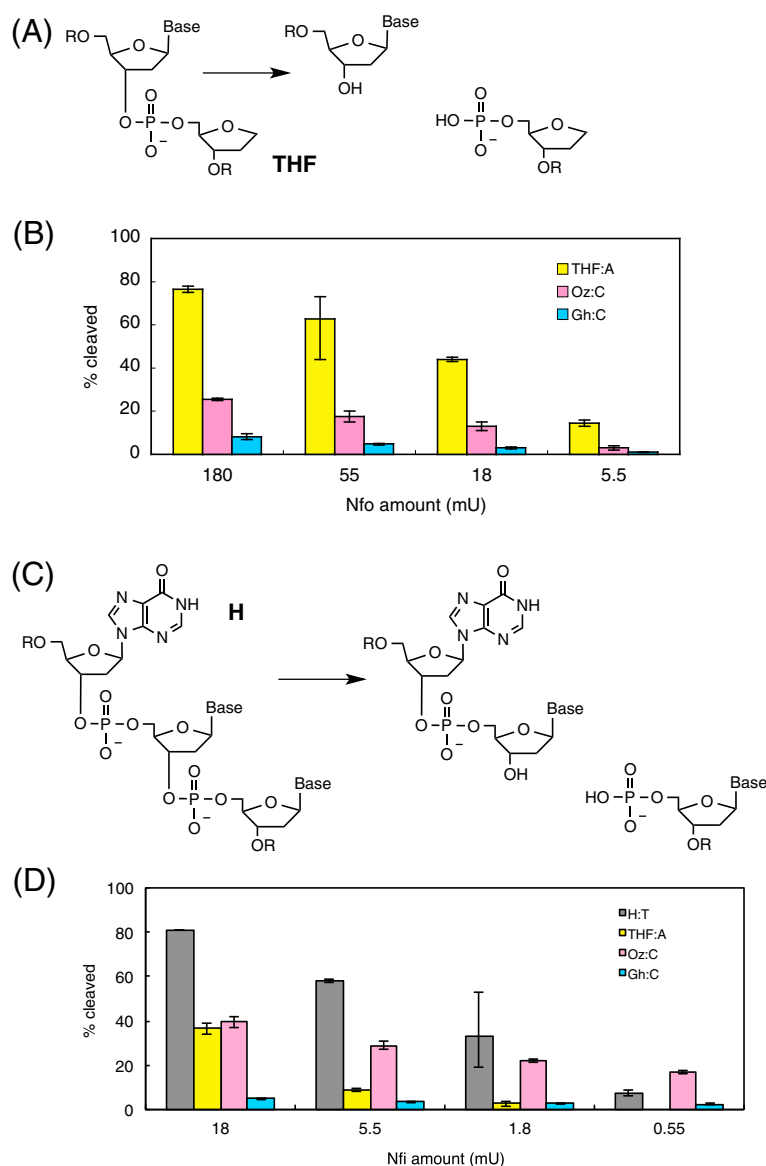 (A)
RO
Base
O
RO
Base
O
OH
O
O
P
O
O
−
O
OR
THF
O
HO
P
O
O
−
O
OR
(B)
100
80
60
40
20
0
% cleaved
THF:A
Oz:C
Gh:C
180 55 18 5.5
Nfo amount (mU)
(C)
O
N
NH
N
N
H
RO
O
O
O
P
O
O
−
Base
O
O
O
P
O
O
−
Base
O
OR
O
N
NH
N
N
RO
O
O
O
P
O
O
−
Base
O
OH
O
HO
P
O
O
−
Base
O
OR
(D)
100
80
60
40
20
0
% cleaved
H:T
THF:A
Oz:C
Gh:C
18 5.5 1.8 0.55
Nfi amount (mU)